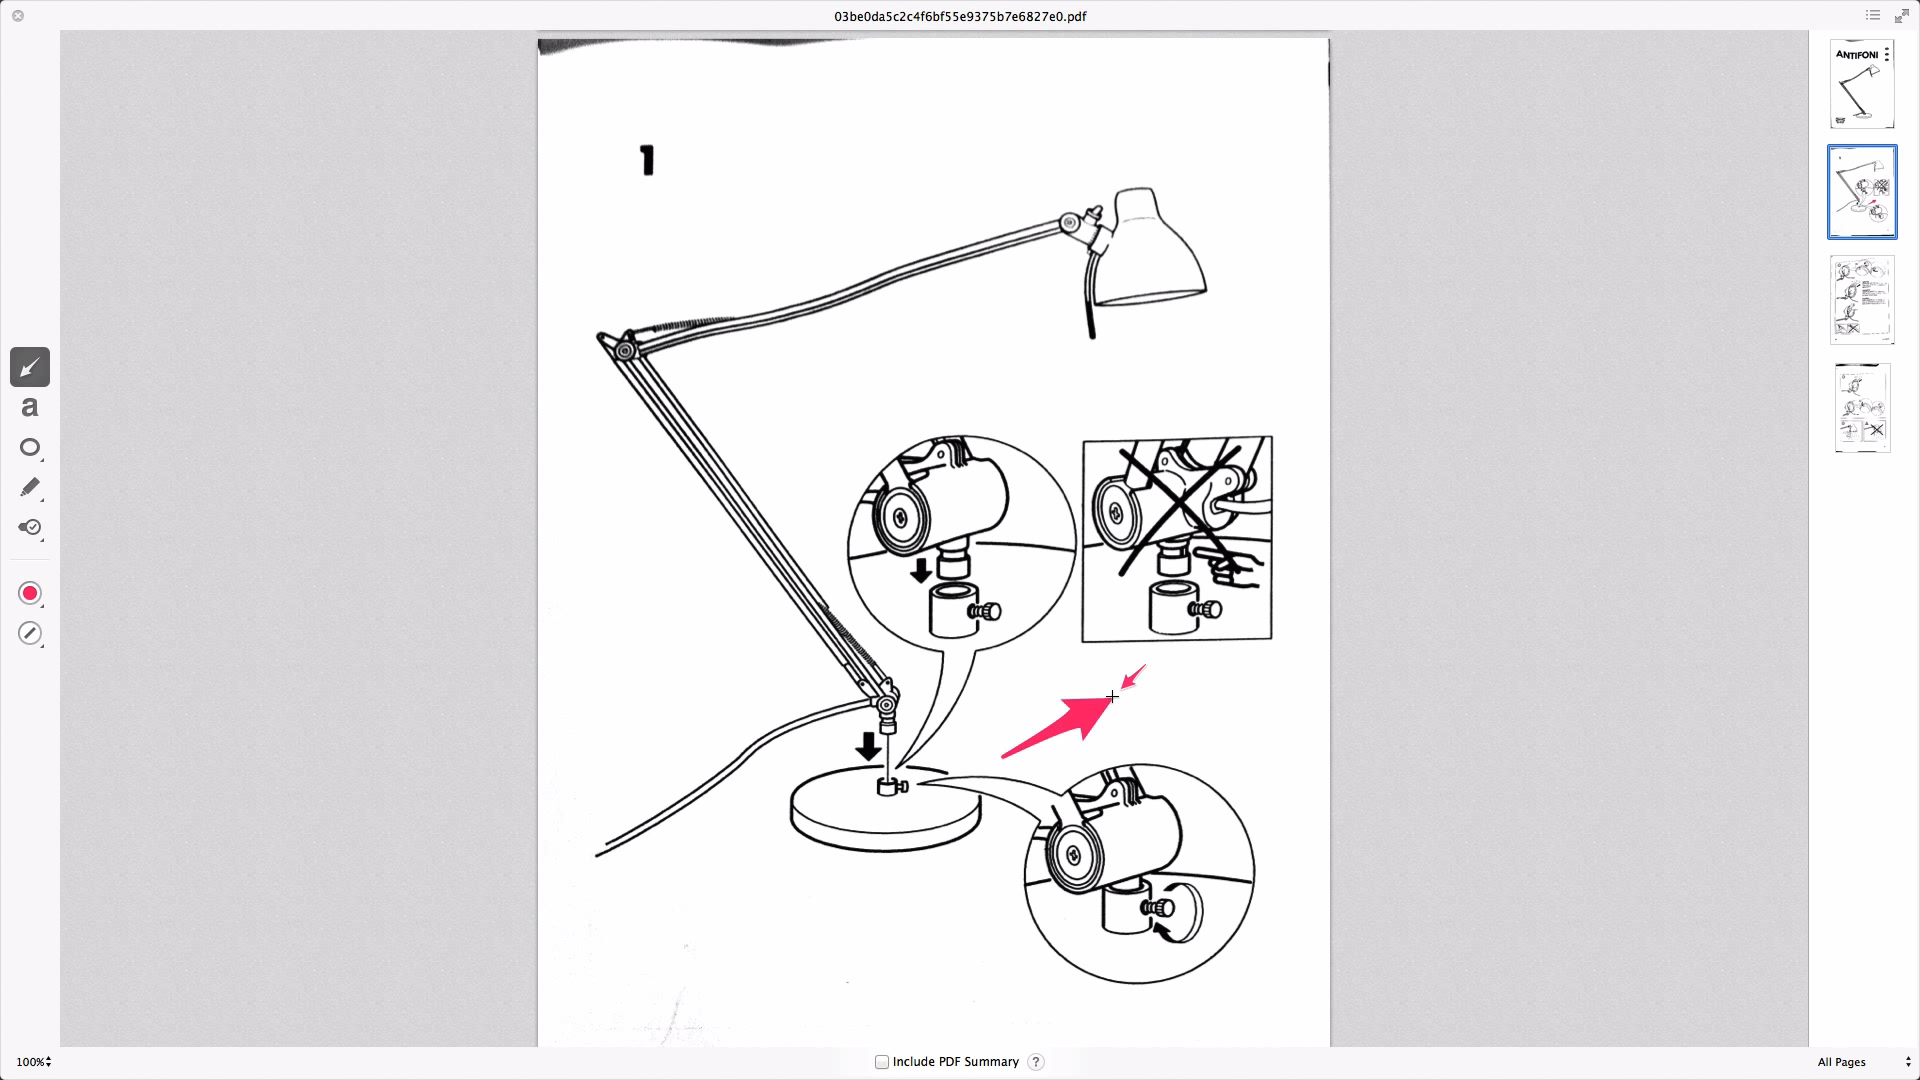 03be0da5c2c4f6bf55e9375b7e6827e0.pdf
ANTIFONI
1
a
100%
Include PDF Summary ?
All Pages